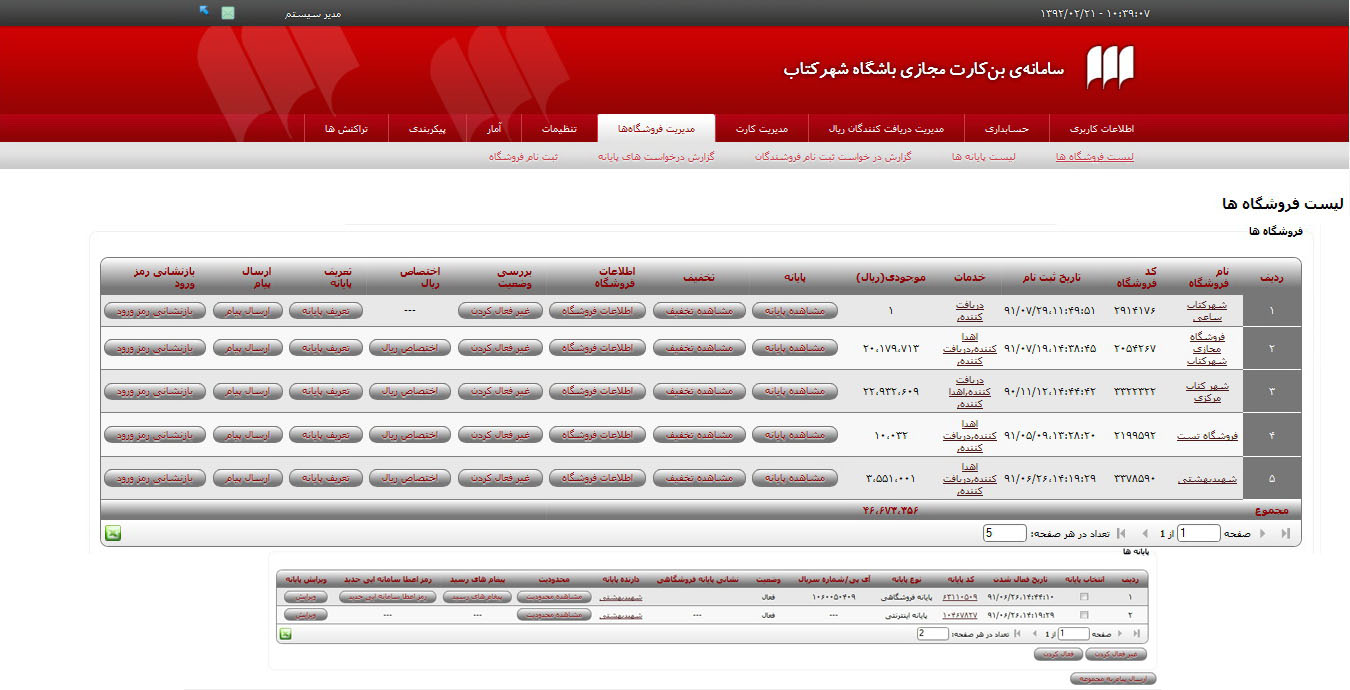 ۱۳۹۲/۰۲/۲۱ - ۱۰:۳۹:۰۷ مدیر سیستم
سامانه‌ی بن‌کارت مجازی باشگاه شهر کتاب
اطلاعات کاربری حسابداری مدیریت دریافت کنندگان ریال مدیریت کارت مدیریت فروشگاه‌ها تنظیمات آمار پیکربندی تراکنش ها
لیست فروشگاه ها لیست پایانه ها گزارش در خواست ثبت نام فروشندگان گزارش درخواست های پایانه ثبت نام فروشگاه
لیست فروشگاه ها
فروشگاه ها
ردیف نام فروشگاه کد فروشگاه تاریخ ثبت نام خدمات موجودی(ریال) پایانه تخفیف اطلاعات فروشگاه بررسی وضعیت اختصاص ریال تعریف پایانه ارسال پیام بازنشانی رمز ورود
۱ شهرکتاب ساعی ۲۹۱۴۱۷۶ ۹۱/۰۷/۲۹،۱۱:۴۹:۵۱ دریافت کننده, ۱ مشاهده پایانه مشاهده تخفیف اطلاعات فروشگاه غیر فعال کردن --- تعریف پایانه ارسال پیام بازنشانی رمز ورود
۲ فروشگاه مجازی شهرکتاب ۲۰۵۴۲۶۷ ۹۱/۰۷/۱۹،۱۴:۳۸:۴۵ اهدا کننده,دریافت کننده, ۲۰،۱۷۹،۷۱۳ مشاهده پایانه مشاهده تخفیف اطلاعات فروشگاه غیر فعال کردن اختصاص ریال تعریف پایانه ارسال پیام بازنشانی رمز ورود
۳ شهر کتاب مرکزی ۳۳۲۲۳۲۲ ۹۰/۱۱/۱۲،۱۴:۴۴:۴۲ دریافت کننده,اهدا کننده, ۲۲،۹۳۲،۶۰۹ مشاهده پایانه مشاهده تخفیف اطلاعات فروشگاه غیر فعال کردن اختصاص ریال تعریف پایانه ارسال پیام بازنشانی رمز ورود
۴ فروشگاه تست ۲۱۹۹۵۹۲ ۹۱/۰۵/۰۹،۱۳:۲۸:۲۰ اهدا کننده,دریافت کننده, ۱۰،۰۳۲ مشاهده پایانه مشاهده تخفیف اطلاعات فروشگاه غیر فعال کردن اختصاص ریال تعریف پایانه ارسال پیام بازنشانی رمز ورود
۵ شهیدبهشتی ۳۳۷۸۵۹۰ ۹۱/۰۶/۲۶،۱۴:۱۹:۲۹ اهدا کننده,دریافت کننده, ۳،۵۵۱،۰۰۱ مشاهده پایانه مشاهده تخفیف اطلاعات فروشگاه غیر فعال کردن اختصاص ریال تعریف پایانه ارسال پیام بازنشانی رمز ورود
مجموع ۴۶،۶۷۳،۳۵۶
صفحه 1 از 1 تعداد در هر صفحه: 5
پایانه ها
ردیف انتخاب پایانه تاریخ فعال شدن کد پایانه نوع پایانه آی پی/شماره سریال وضعیت نشانی پایانه فروشگاهی دارنده پایانه محدودیت پیغام های رسید رمز اعطا سامانه ایی جدید ویرایش پایانه
۱ ۹۱/۰۶/۲۶،۱۴:۴۴:۱۰ ۶۳۱۱۰۵۰۹ پایانه فروشگاهی ۱۰۶۰۰۵۰۴۰۹ فعال شهیدبهشتی مشاهده محدودیت پیغام های رسید رمز اعطا سامانه ایی جدید ویرایش
۲ ۹۱/۰۶/۲۶،۱۴:۱۹:۲۹ ۱۰۴۶۷۸۲۷ پایانه اینترنتی --- فعال --- شهیدبهشتی مشاهده محدودیت --- --- ویرایش
صفحه 1 از 1 تعداد در هر صفحه: 2
غیر فعال کردن فعال کردن
ارسال پیام به مجموعه